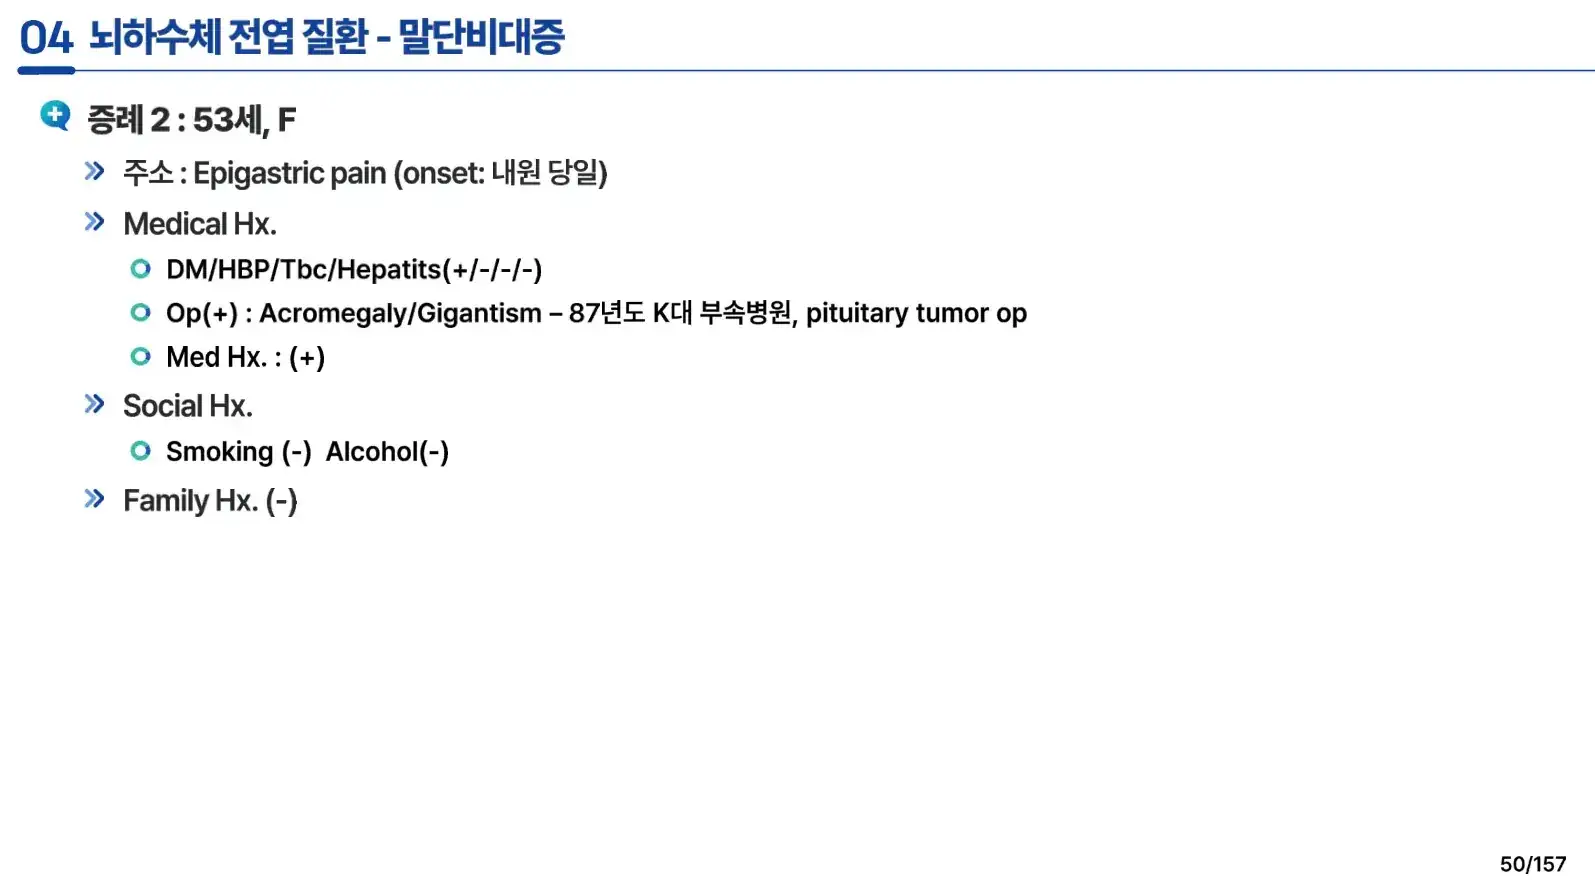 04 뇌하수체 전엽 질환 - 말단비대증
증례 2 : 53세, F
주소 : Epigastric pain (onset: 내원 당일)
Medical Hx.
DM/HBP/Tbc/Hepatits(+/-/-/-)
Op(+) : Acromegaly/Gigantism – 87년도 K대 부속병원, pituitary tumor op
Med Hx. : (+)
Social Hx.
Smoking (-) Alcohol(-)
Family Hx. (-)
50/157